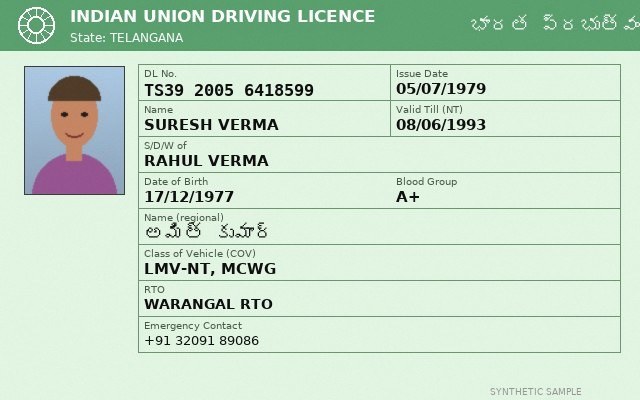 INDIAN UNION DRIVING LICENCE
State: TELANGANA
భారత ప్రభుత్వం
DL No.
TS39 2005 6418599
Issue Date
05/07/1979
Name
SURESH VERMA
Valid Till (NT)
08/06/1993
S/D/W of
RAHUL VERMA
Date of Birth
17/12/1977
Blood Group
A+
Name (regional)
అమిత్ కుమార్
Class of Vehicle (COV)
LMV-NT, MCWG
RTO
WARANGAL RTO
Emergency Contact
+91 32091 89086
SYNTHETIC SAMPLE